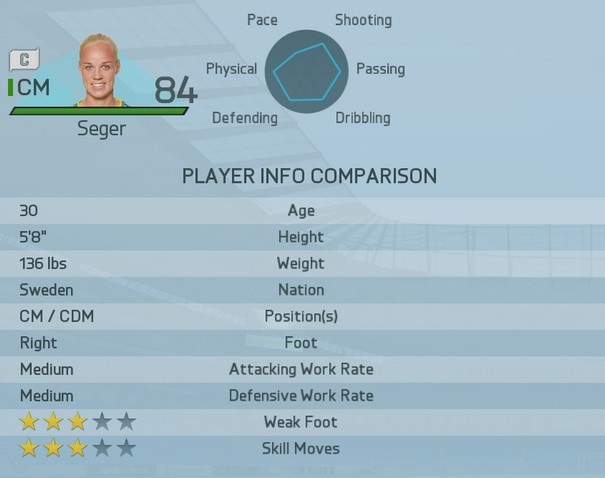 Pace Shooting
C
CM 84 Physical Passing
Seger Defending Dribbling
PLAYER INFO COMPARISON
30 Age
5'8" Height
136 lbs Weight
Sweden Nation
CM / CDM Position(s)
Right Foot
Medium Attacking Work Rate
Medium Defensive Work Rate
Weak Foot
Skill Moves